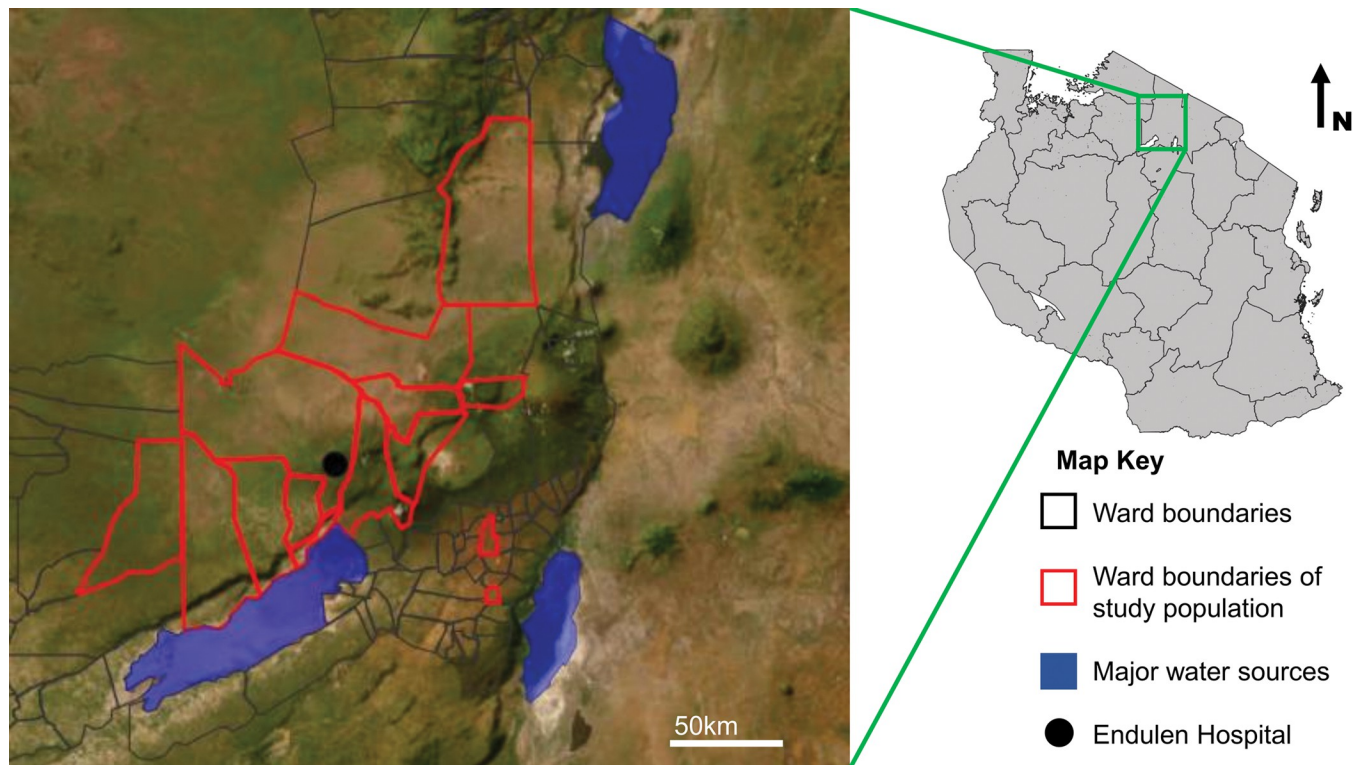 N
50km
Map Key
Ward boundaries
Ward boundaries of
study population
Major water sources
Endulen Hospital